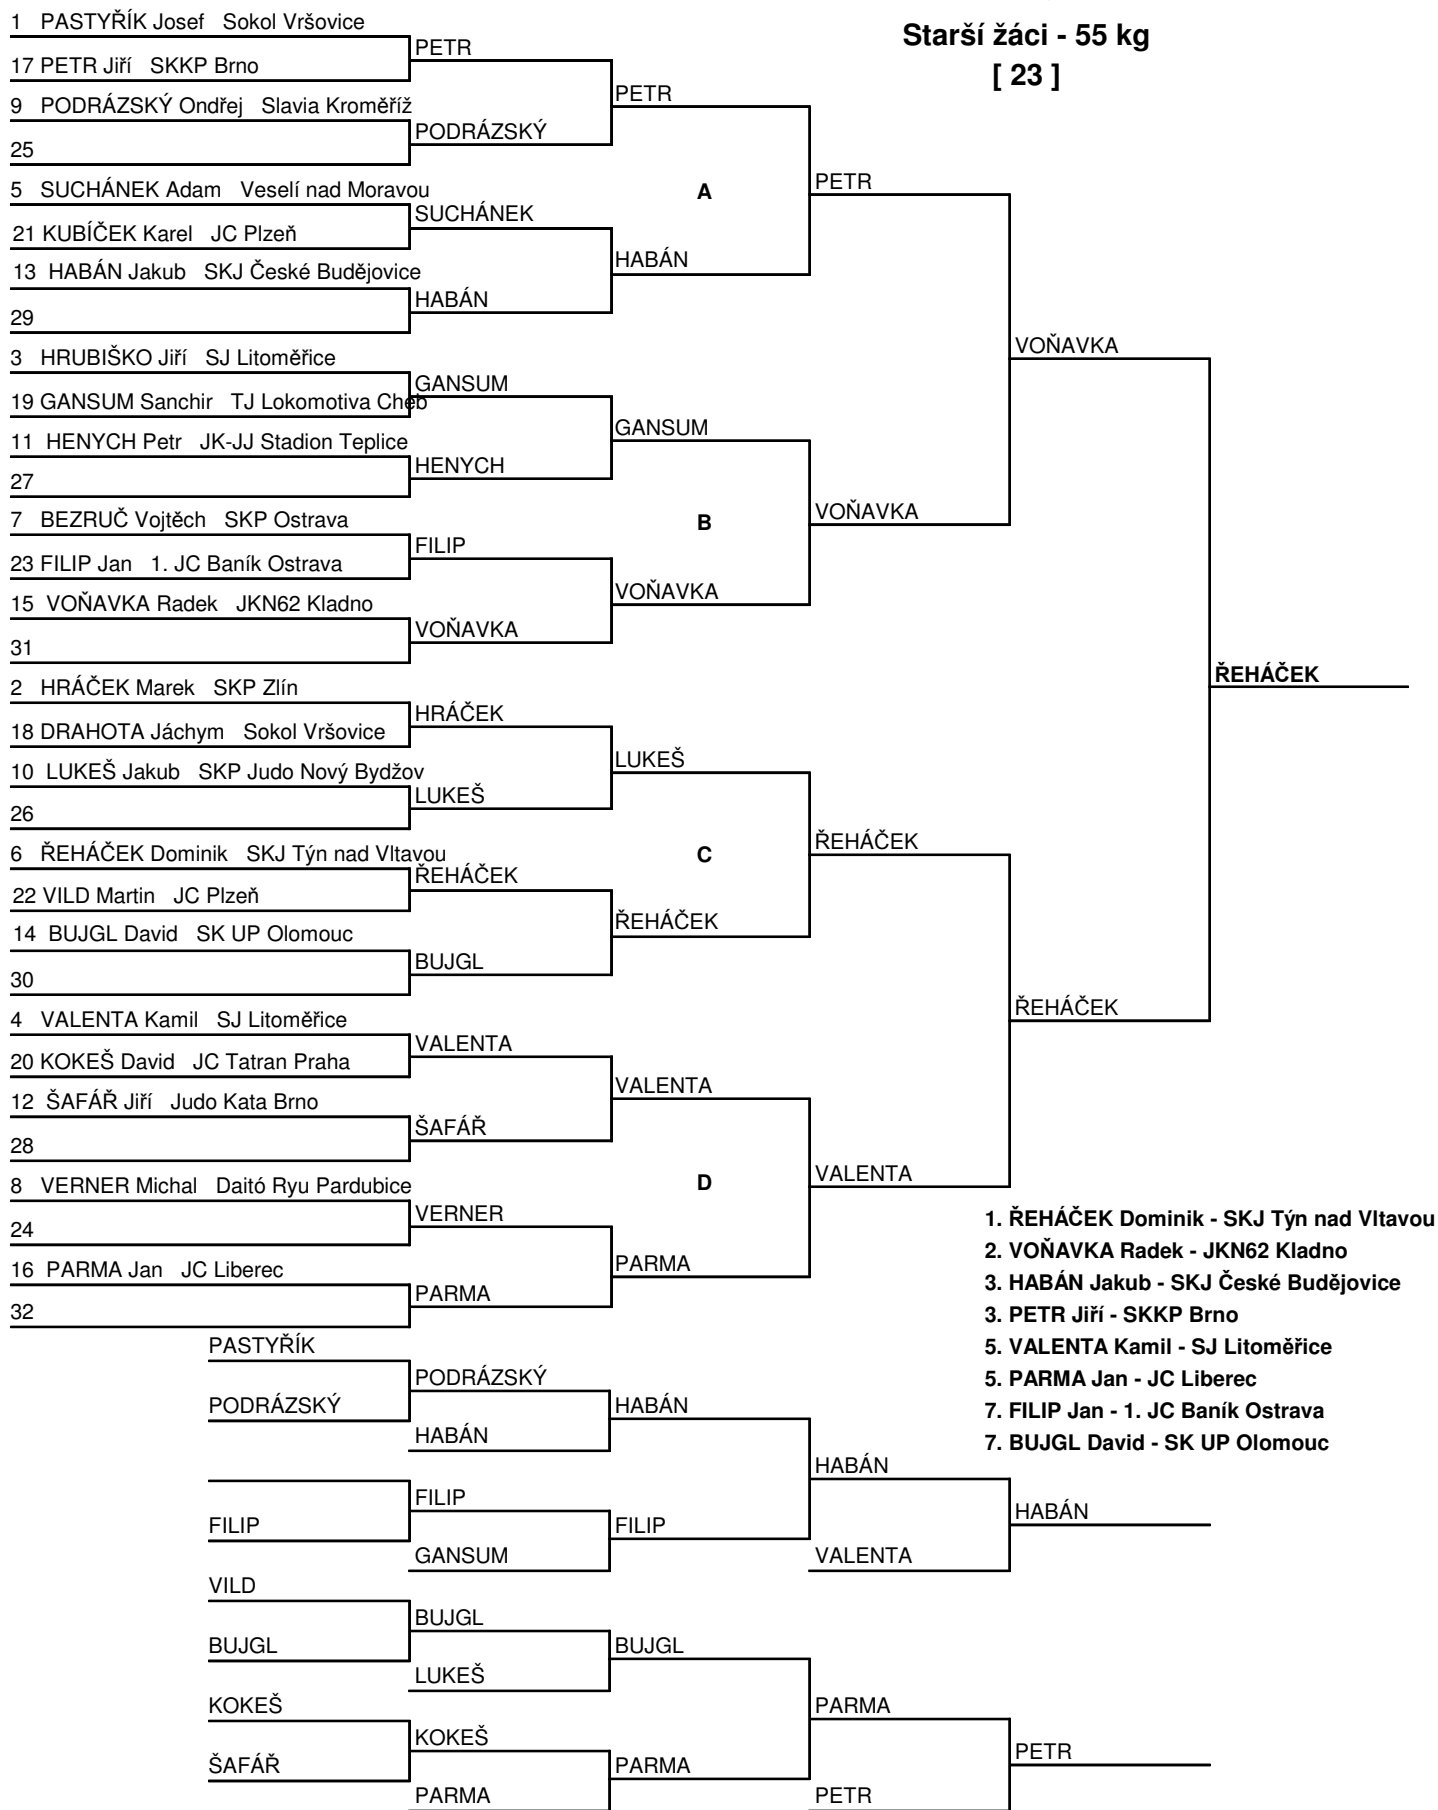 Starší žáci - 55 kg
[ 23 ]
1 PASTYŘÍK Josef Sokol Vršovice
PETR
17 PETR Jiří SKKP Brno
PETR
9 PODRÁZSKÝ Ondřej Slavia Kroměříž
PODRÁZSKÝ
25
PETR
5 SUCHÁNEK Adam Veselí nad Moravou
A
SUCHÁNEK
21 KUBÍČEK Karel JC Plzeň
HABÁN
13 HABÁN Jakub SKJ České Budějovice
HABÁN
29
VOŇAVKA
3 HRUBIŠKO Jiří SJ Litoměřice
GANSUM
19 GANSUM Sanchir TJ Lokomotiva Cheb
GANSUM
11 HENYCH Petr JK-JJ Stadion Teplice
HENYCH
27
VOŇAVKA
7 BEZRUČ Vojtěch SKP Ostrava
B
FILIP
23 FILIP Jan 1. JC Baník Ostrava
VOŇAVKA
15 VOŇAVKA Radek JKN62 Kladno
VOŇAVKA
31
ŘEHÁČEK
2 HRÁČEK Marek SKP Zlín
HRÁČEK
18 DRAHOTA Jáchym Sokol Vršovice
LUKEŠ
10 LUKEŠ Jakub SKP Judo Nový Bydžov
LUKEŠ
26
ŘEHÁČEK
6 ŘEHÁČEK Dominik SKJ Týn nad Vltavou
C
ŘEHÁČEK
22 VILD Martin JC Plzeň
ŘEHÁČEK
14 BUJGL David SK UP Olomouc
BUJGL
30
ŘEHÁČEK
4 VALENTA Kamil SJ Litoměřice
VALENTA
20 KOKEŠ David JC Tatran Praha
VALENTA
12 ŠAFÁŘ Jiří Judo Kata Brno
ŠAFÁŘ
28
VALENTA
8 VERNER Michal Daitó Ryu Pardubice
D
VERNER
24
PARMA
16 PARMA Jan JC Liberec
PARMA
32
1. ŘEHÁČEK Dominik - SKJ Týn nad Vltavou
2. VOŇAVKA Radek - JKN62 Kladno
3. HABÁN Jakub - SKJ České Budějovice
3. PETR Jiří - SKKP Brno
5. VALENTA Kamil - SJ Litoměřice
5. PARMA Jan - JC Liberec
7. FILIP Jan - 1. JC Baník Ostrava
7. BUJGL David - SK UP Olomouc
PASTYŘÍK
PODRÁZSKÝ
PODRÁZSKÝ
HABÁN
HABÁN
HABÁN
FILIP
FILIP
FILIP
HABÁN
GANSUM
VALENTA
VILD
BUJGL
BUJGL
BUJGL
LUKEŠ
KOKEŠ
PARMA
KOKEŠ
PETR
ŠAFÁŘ
PARMA
PARMA
PETR